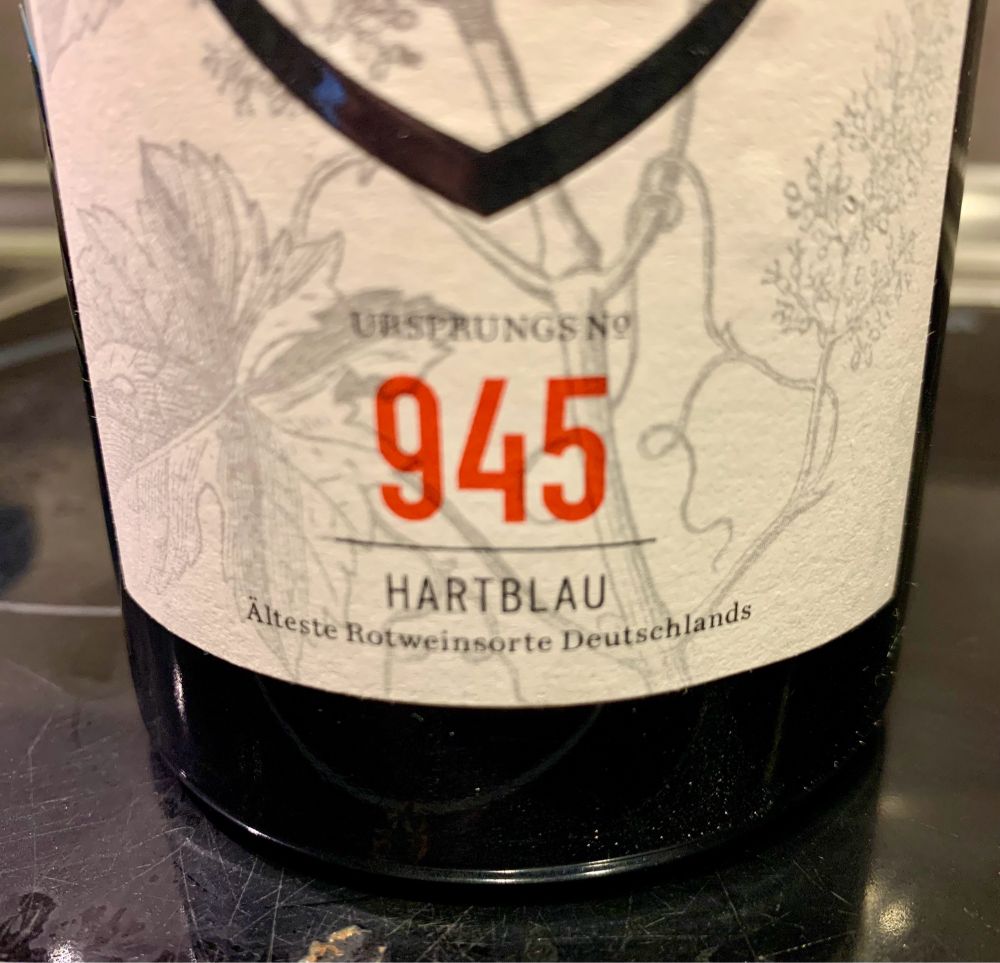 URSPRUNGS Nº
945
HARTBLAU
Älteste Rotweinsorte Deutschlands